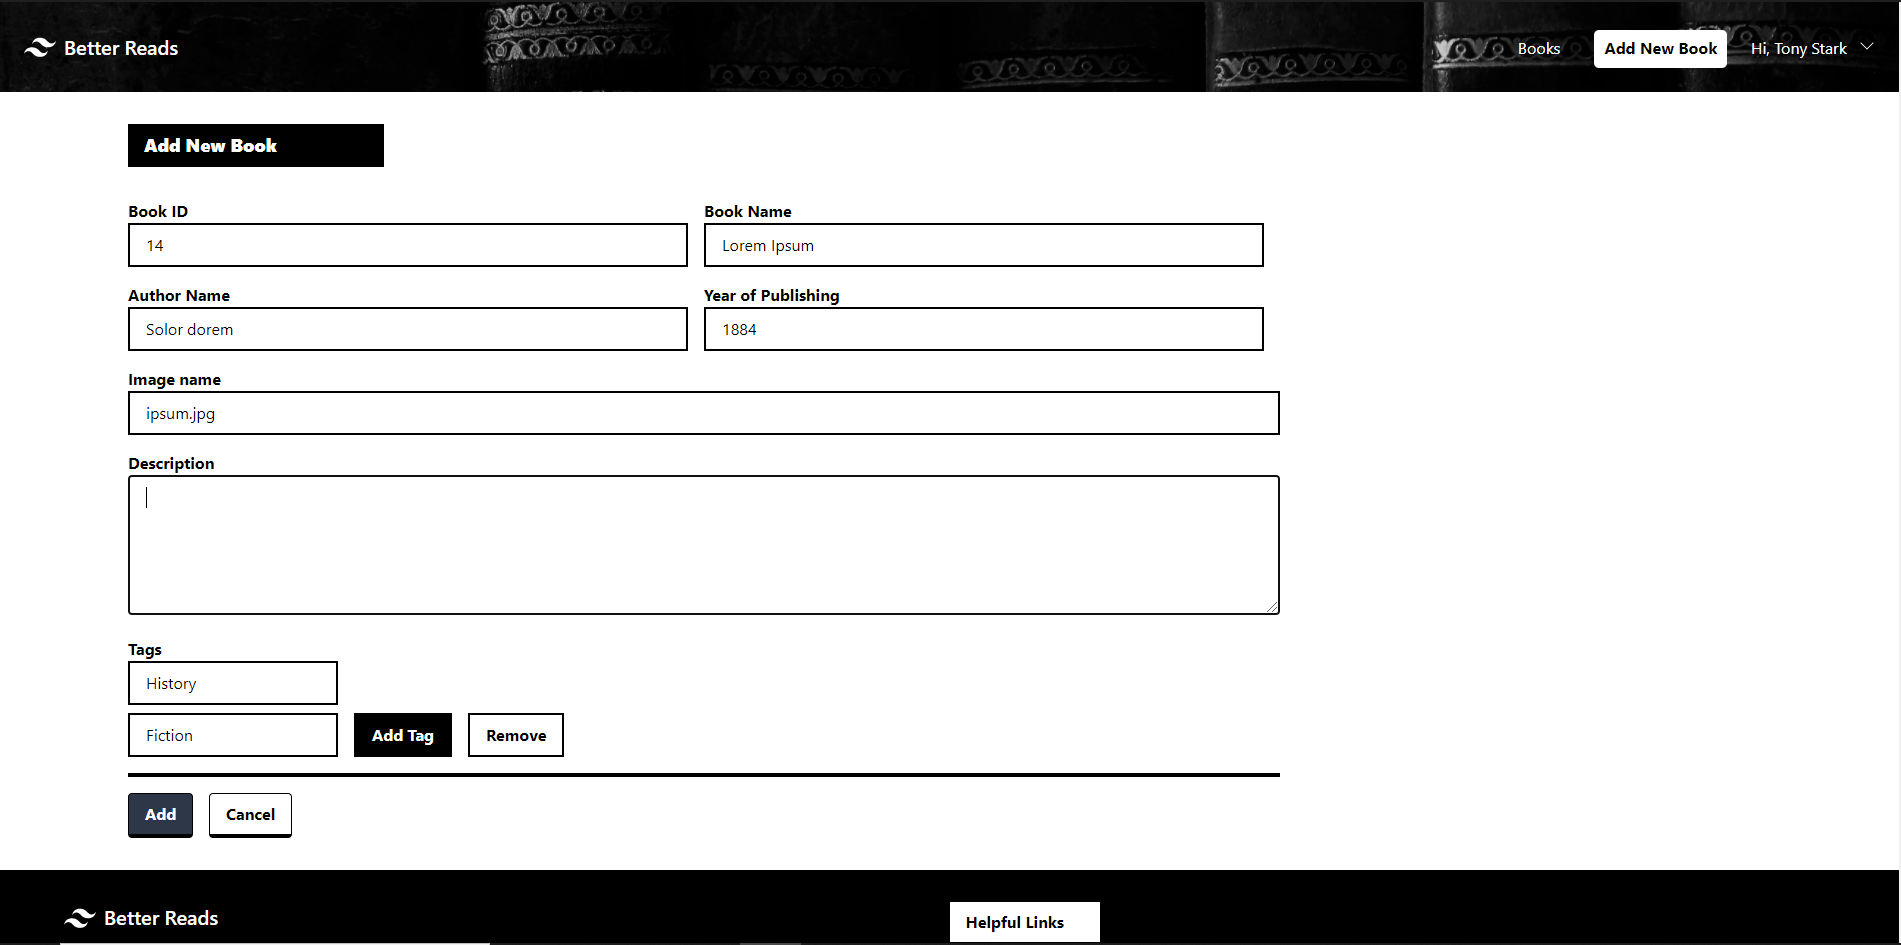 Better Reads
Books
Add New Book
Hi, Tony Stark
Add New Book
Book ID
Book Name
14
Lorem Ipsum
Author Name
Year of Publishing
Solor dorem
1884
Image name
ipsum.jpg
Description
Tags
History
Fiction
Add Tag
Remove
Add
Cancel
Better Reads
Helpful Links